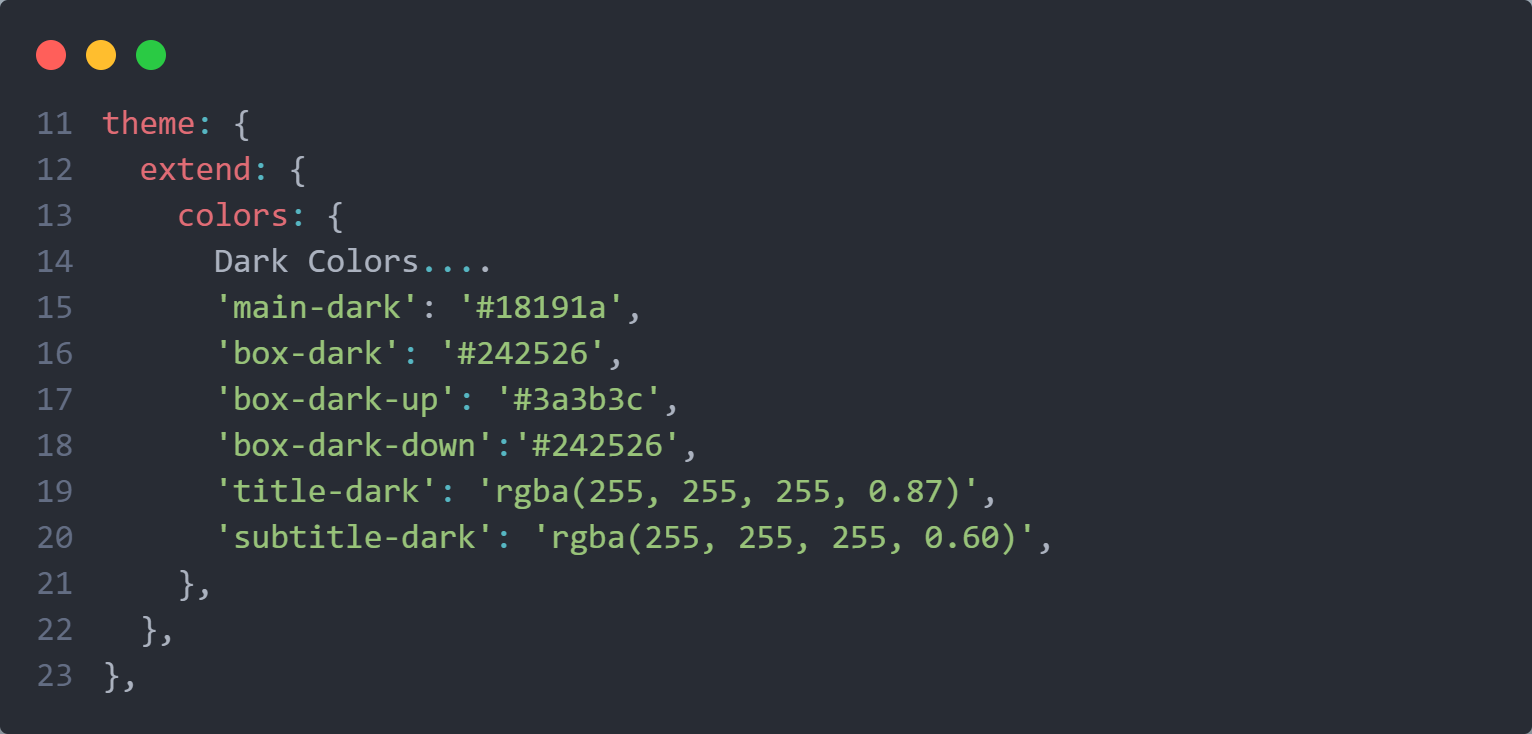 11 theme: {
12   extend: {
13     colors: {
14       Dark Colors....
15       'main-dark': '#18191a',
16       'box-dark': '#242526',
17       'box-dark-up': '#3a3b3c',
18       'box-dark-down':'#242526',
19       'title-dark': 'rgba(255, 255, 255, 0.87)',
20       'subtitle-dark': 'rgba(255, 255, 255, 0.60)',
21     },
22   },
23 },